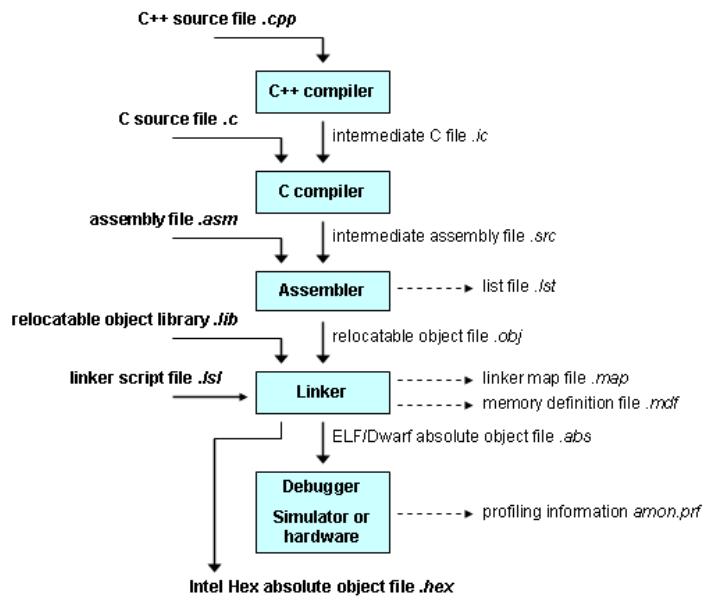 C++ source file .cpp
C++ compiler
C source file .c
intermediate C file .ic
C compiler
assembly file .asm
intermediate assembly file .src
Assembler
list file .lst
relocatable object library .lib
relocatable object file .obj
linker script file .lsl
Linker
linker map file .map
memory definition file .mdf
ELF/Dwarf absolute object file .abs
Debugger
Simulator or
hardware
profiling information amon.prf
Intel Hex absolute object file .hex